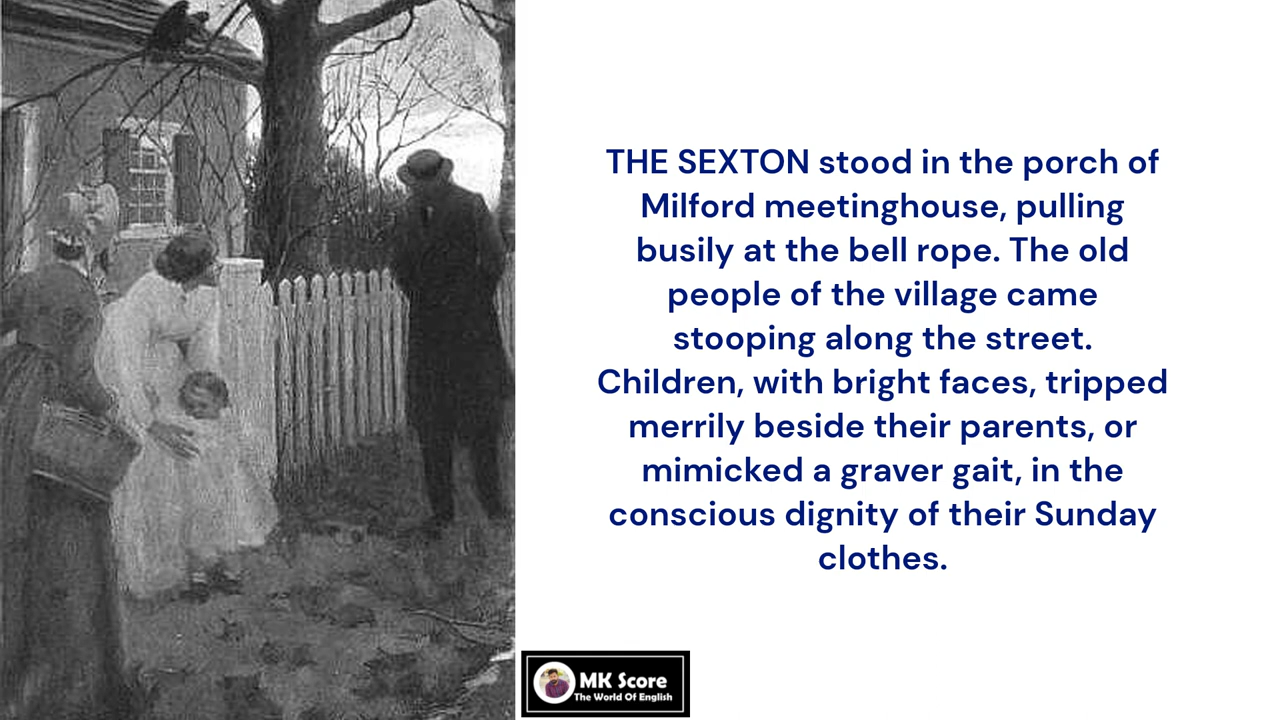 THE SEXTON stood in the porch of
Milford meetinghouse, pulling
busily at the bell rope. The old
people of the village came
stooping along the street.
Children, with bright faces, tripped
merrily beside their parents, or
mimicked a graver gait, in the
conscious dignity of their Sunday
clothes.
MK Score
The World Of English